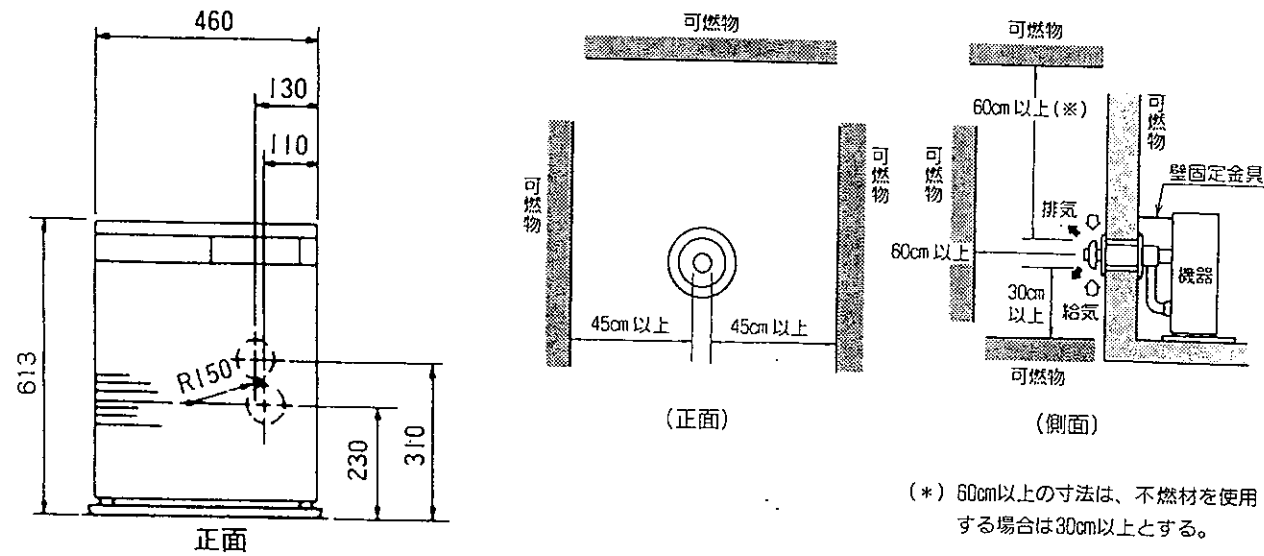 460
130
110
613
R150
230
310
正面
可燃物
可燃物
可燃物
45cm以上
45cm以上
(正面)
可燃物
60cm以上(※)
可燃物
可燃物
壁固定金具
排気
60cm以上
機器
30cm
以上
給気
可燃物
(側面)
(*) 60cm以上の寸法は、不燃材を使用
する場合は30cm以上とする。